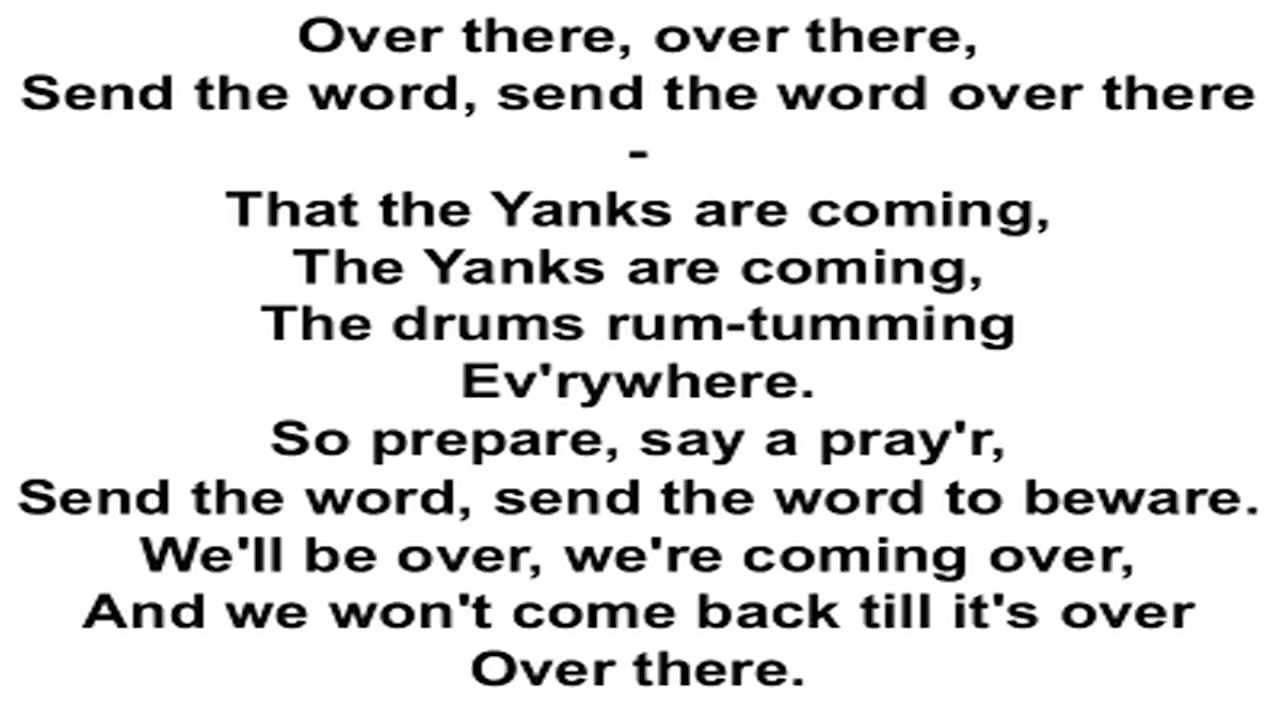 Over there, over there,
Send the word, send the word over there
-
That the Yanks are coming,
The Yanks are coming,
The drums rum-tumming
Ev'rywhere.
So prepare, say a pray'r,
Send the word, send the word to beware.
We'll be over, we're coming over,
And we won't come back till it's over
Over there.